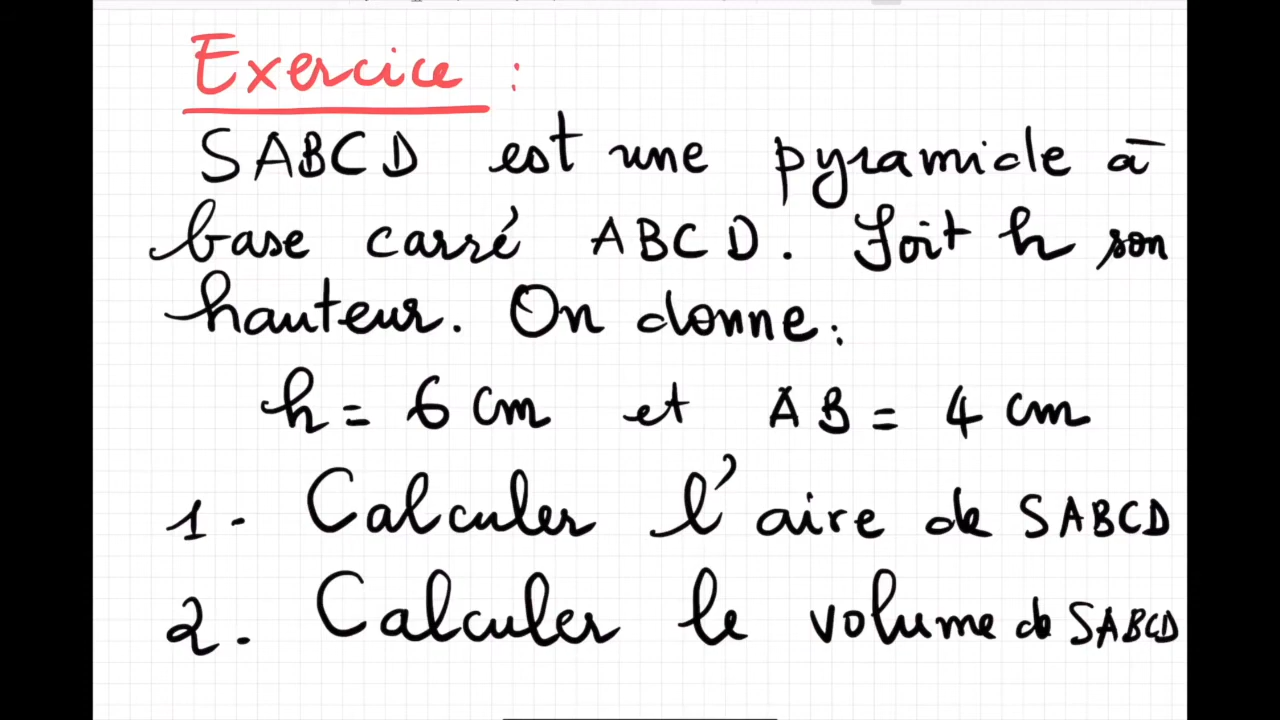 Exercice :
SABCD est une pyramide à
base carré ABCD. Soit h son
hauteur. On donne:
h = 6 cm et AB = 4 cm
1. Calculer l'aire de SABCD
2. Calculer le volume de SABCD